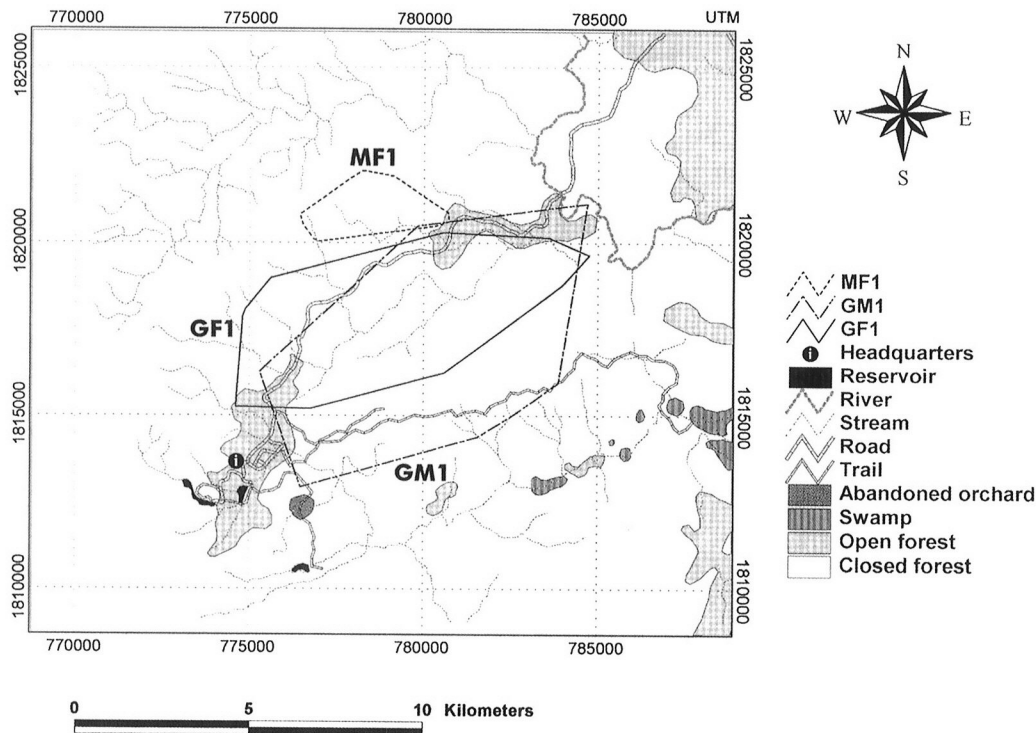 770000 775000 780000 785000 UTM
1825000
1820000
1815000
1810000
MF1
GF1
GM1
i
1825000
1820000
1815000
1810000
770000 775000 780000 785000
0 5 10 Kilometers
N
W E
S
MF1
GM1
GF1
i Headquarters
Reservoir
River
Stream
Road
Trail
Abandoned orchard
Swamp
Open forest
Closed forest